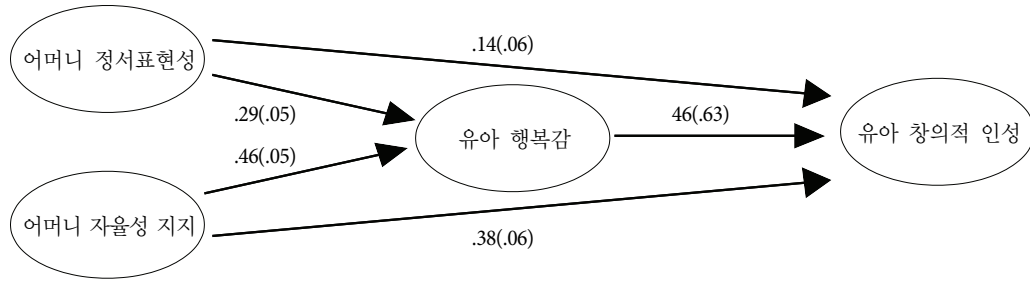 어머니 정서표현성
.14(.06)
.29(.05)
유아 행복감
46(.63)
유아 창의적 인성
.46(.05)
어머니 자율성 지지
.38(.06)